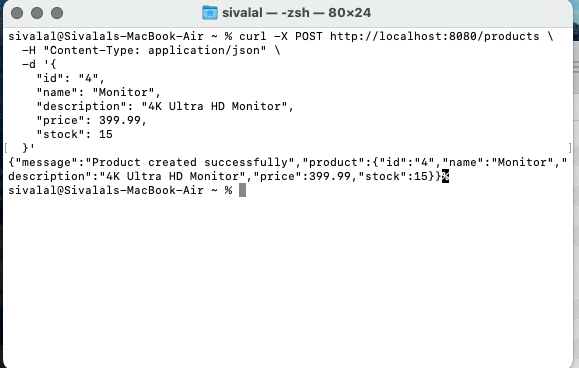 sivalal — -zsh — 80×24
sivalal@Sivalals-MacBook-Air ~ % curl -X POST http://localhost:8080/products \
  -H "Content-Type: application/json" \
  -d '{
    "id": "4",
    "name": "Monitor",
    "description": "4K Ultra HD Monitor",
    "price": 399.99,
    "stock": 15
[ }' ]
{"message":"Product created successfully","product":{"id":"4","name":"Monitor","
description":"4K Ultra HD Monitor","price":399.99,"stock":15}}%
sivalal@Sivalals-MacBook-Air ~ %